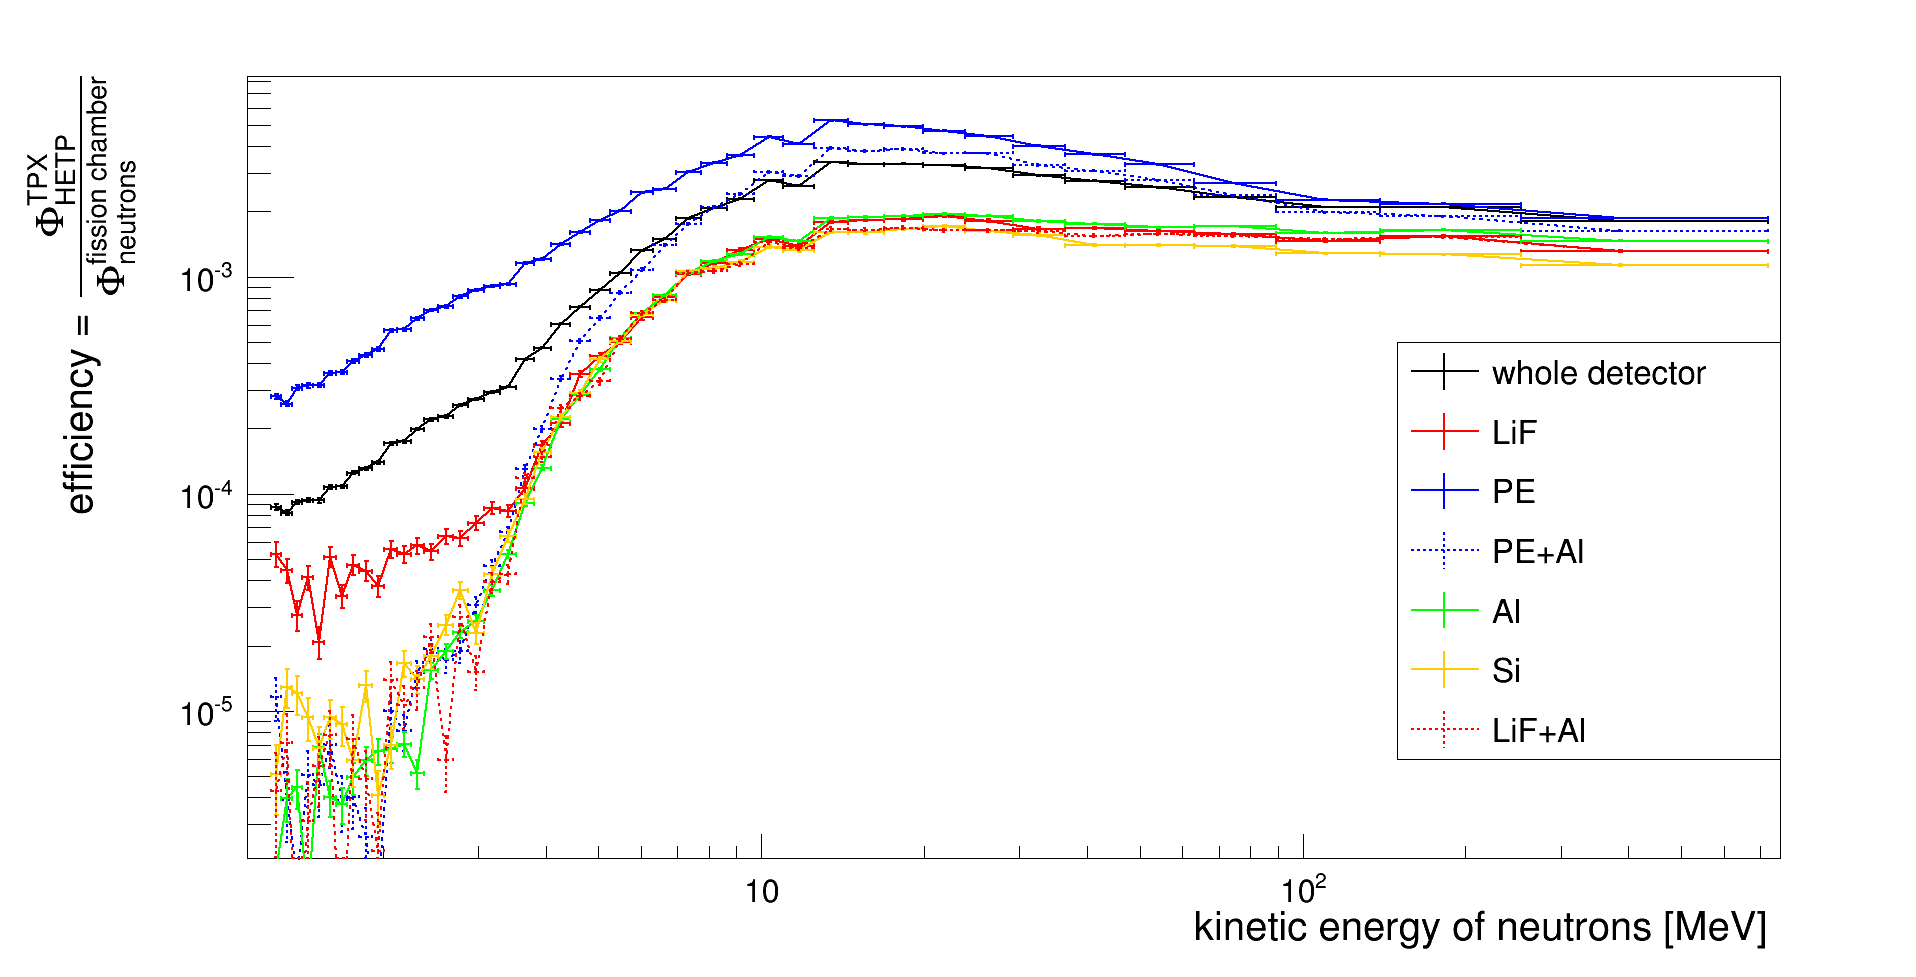 efficiency = Φ^TPX_HETP / Φ^fission chamber_neutrons
10^-3
10^-4
10^-5
whole detector
LiF
PE
PE+Al
Al
Si
LiF+Al
10
10^2
kinetic energy of neutrons [MeV]